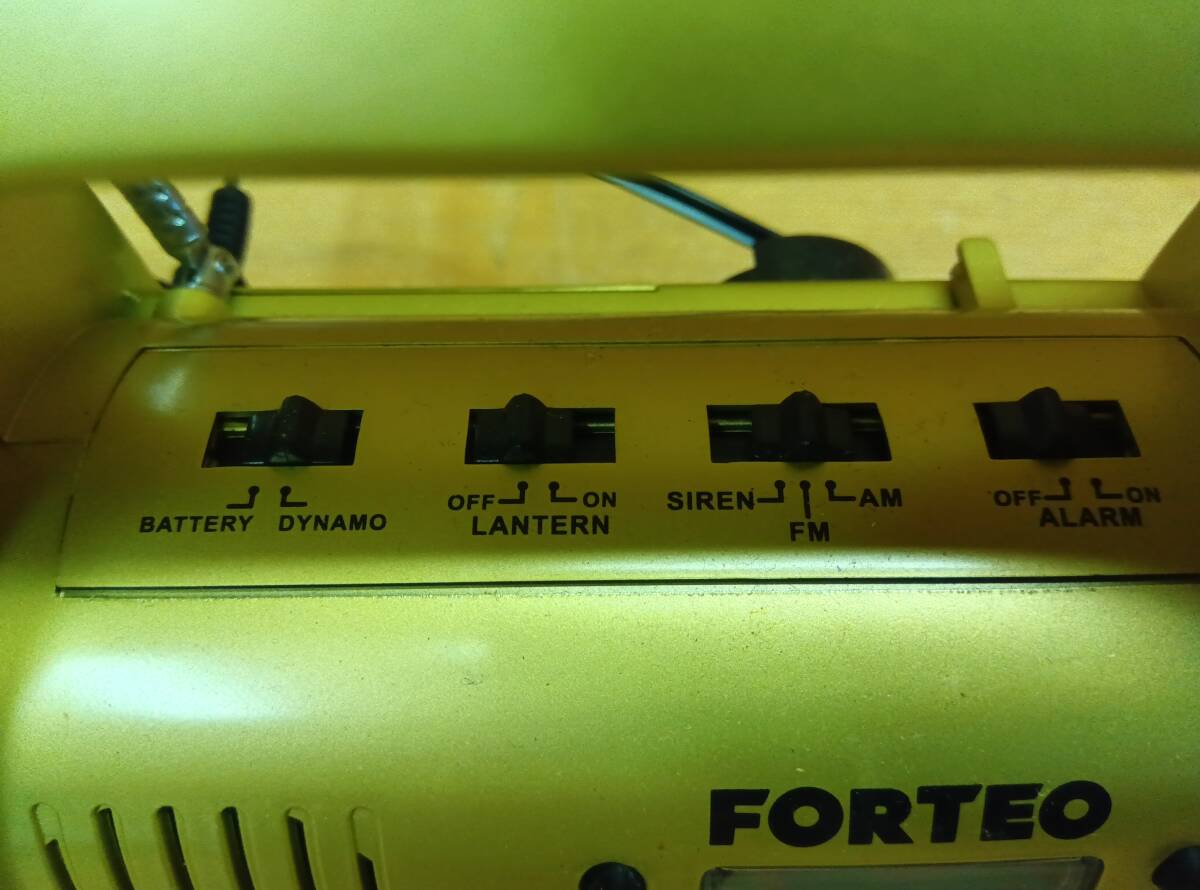 BATTERY DYNAMO
OFF ON
LANTERN
SIREN AM
FM
OFF ON
ALARM
FORTEO